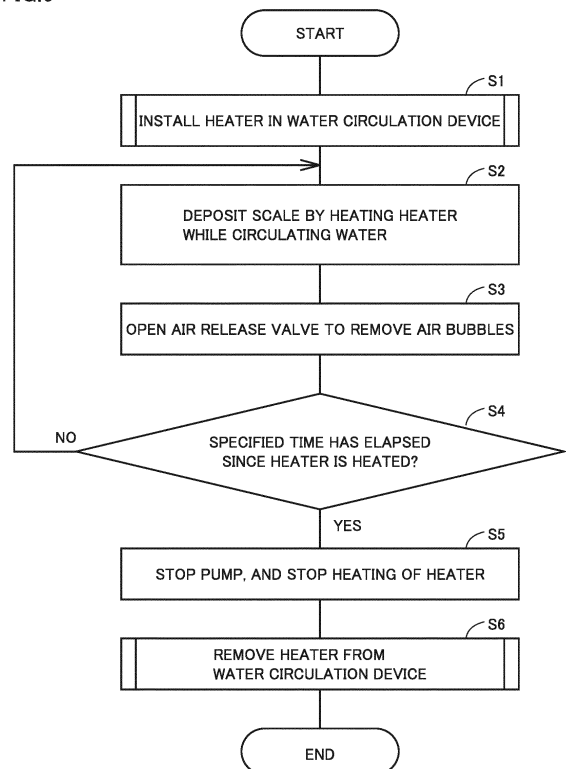 START
S1
INSTALL HEATER IN WATER CIRCULATION DEVICE
S2
DEPOSIT SCALE BY HEATING HEATER
WHILE CIRCULATING WATER
S3
OPEN AIR RELEASE VALVE TO REMOVE AIR BUBBLES
S4
NO
SPECIFIED TIME HAS ELAPSED
SINCE HEATER IS HEATED?
YES
S5
STOP PUMP, AND STOP HEATING OF HEATER
S6
REMOVE HEATER FROM
WATER CIRCULATION DEVICE
END